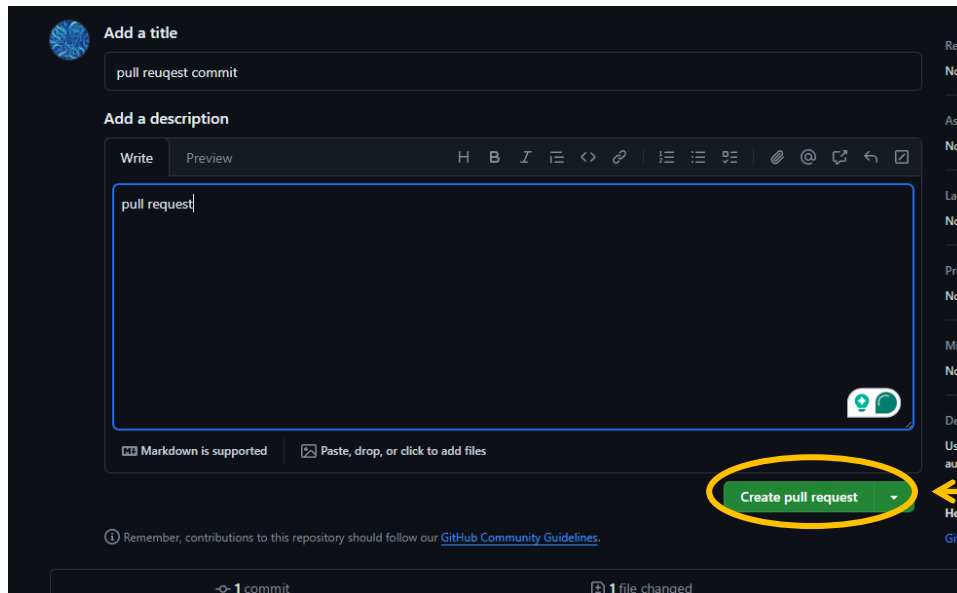 Add a title
pull reuqest commit
Add a description
Write Preview H B I
pull request
Markdown is supported Paste, drop, or click to add files
Create pull request
Remember, contributions to this repository should follow our GitHub Community Guidelines.
1 commit 1 file changed